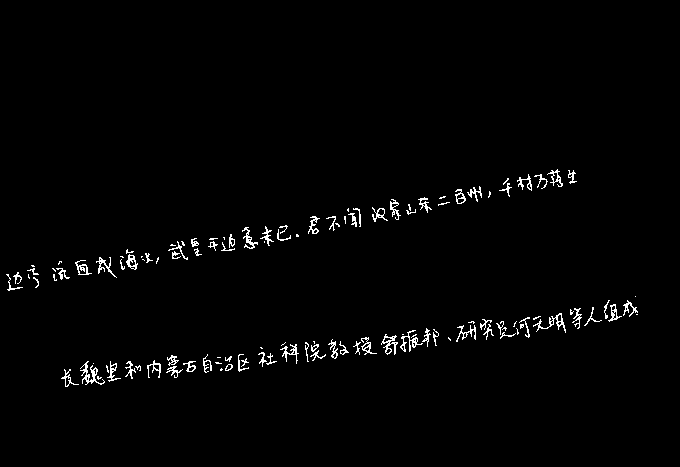 边亭流血成海水,武皇开边意未已。君不闻汉家山东二百州,千村万落生
长魏坚和内蒙古自治区社科院教授舒振邦、研究员何天明等人组成